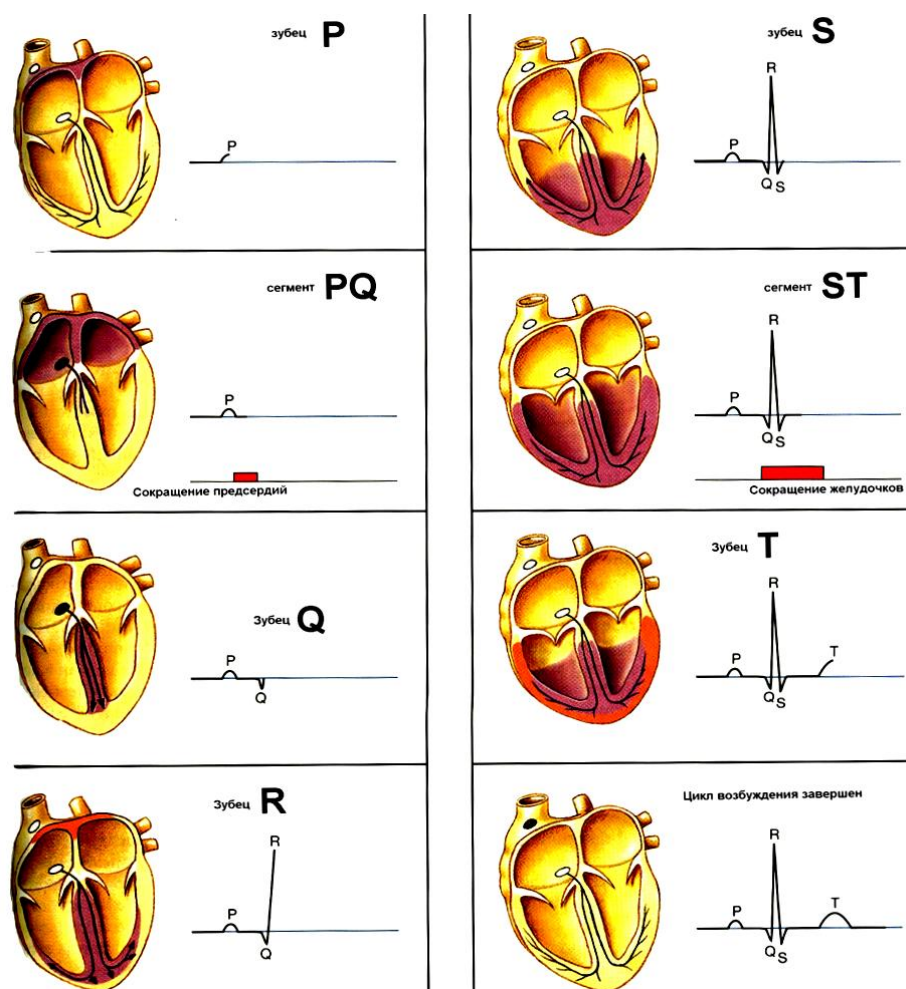 зубец P
P
сегмент PQ
P
Сокращение предсердий
Зубец Q
P
Q
Зубец R
R
P
Q
зубец S
R
P
Q S
сегмент ST
R
P
Q S
Сокращение желудочков
Зубец T
R
P
T
Q S
Цикл возбуждения завершен
R
P
T
Q S